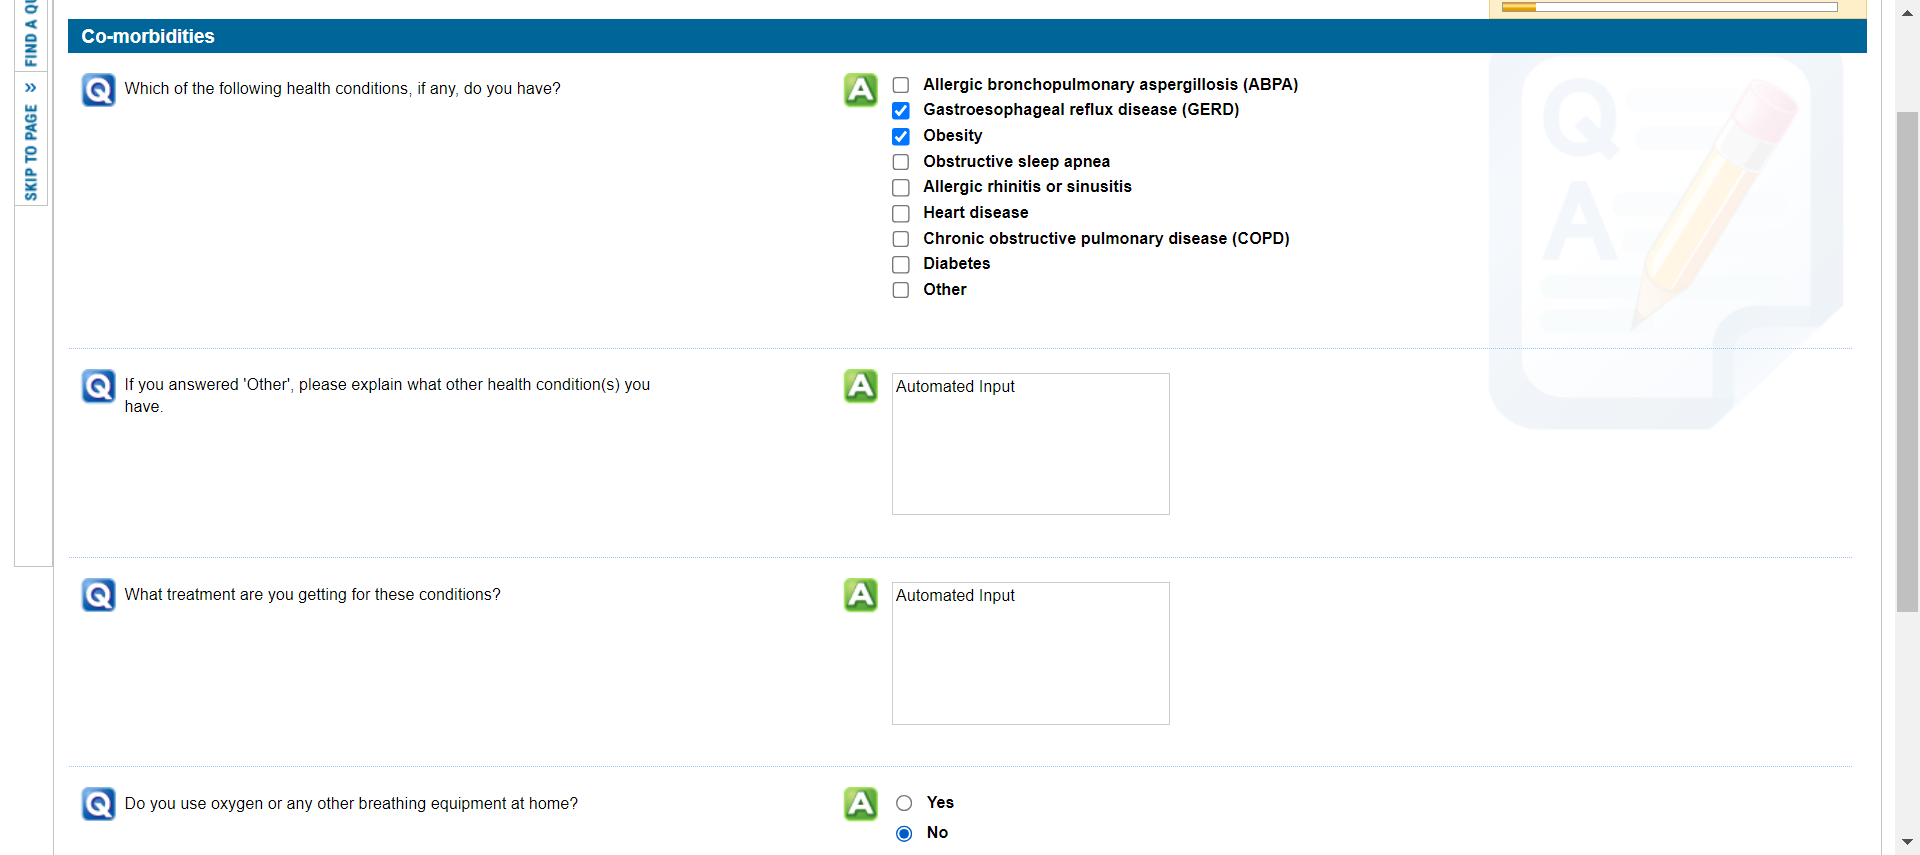 FIND A QU
SKIP TO PAGE »
Co-morbidities
Q Which of the following health conditions, if any, do you have?
A
Allergic bronchopulmonary aspergillosis (ABPA)
Gastroesophageal reflux disease (GERD)
Obesity
Obstructive sleep apnea
Allergic rhinitis or sinusitis
Heart disease
Chronic obstructive pulmonary disease (COPD)
Diabetes
Other
Q
A
Q If you answered 'Other', please explain what other health condition(s) you
have.
A Automated Input
Q What treatment are you getting for these conditions?
A Automated Input
Q Do you use oxygen or any other breathing equipment at home?
A Yes
No